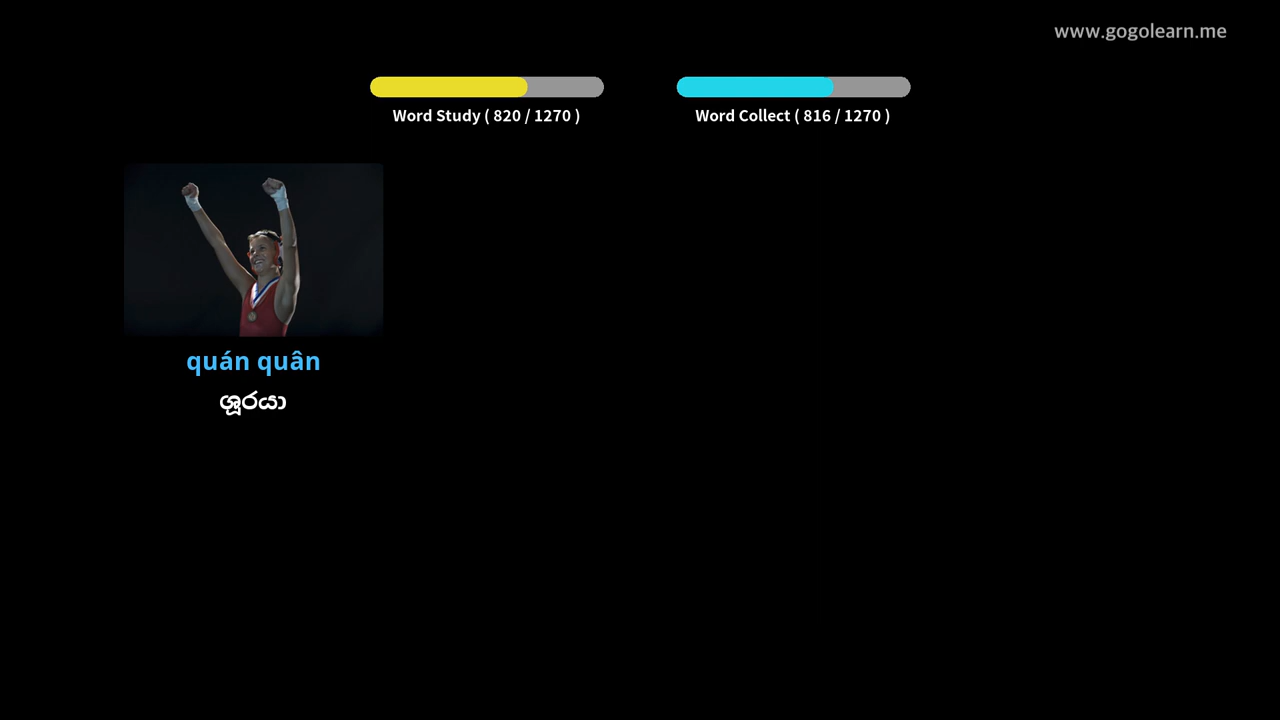 www.gogolearn.me
Word Study ( 820 / 1270 )
Word Collect ( 816 / 1270 )
quán quân
ශූරයා